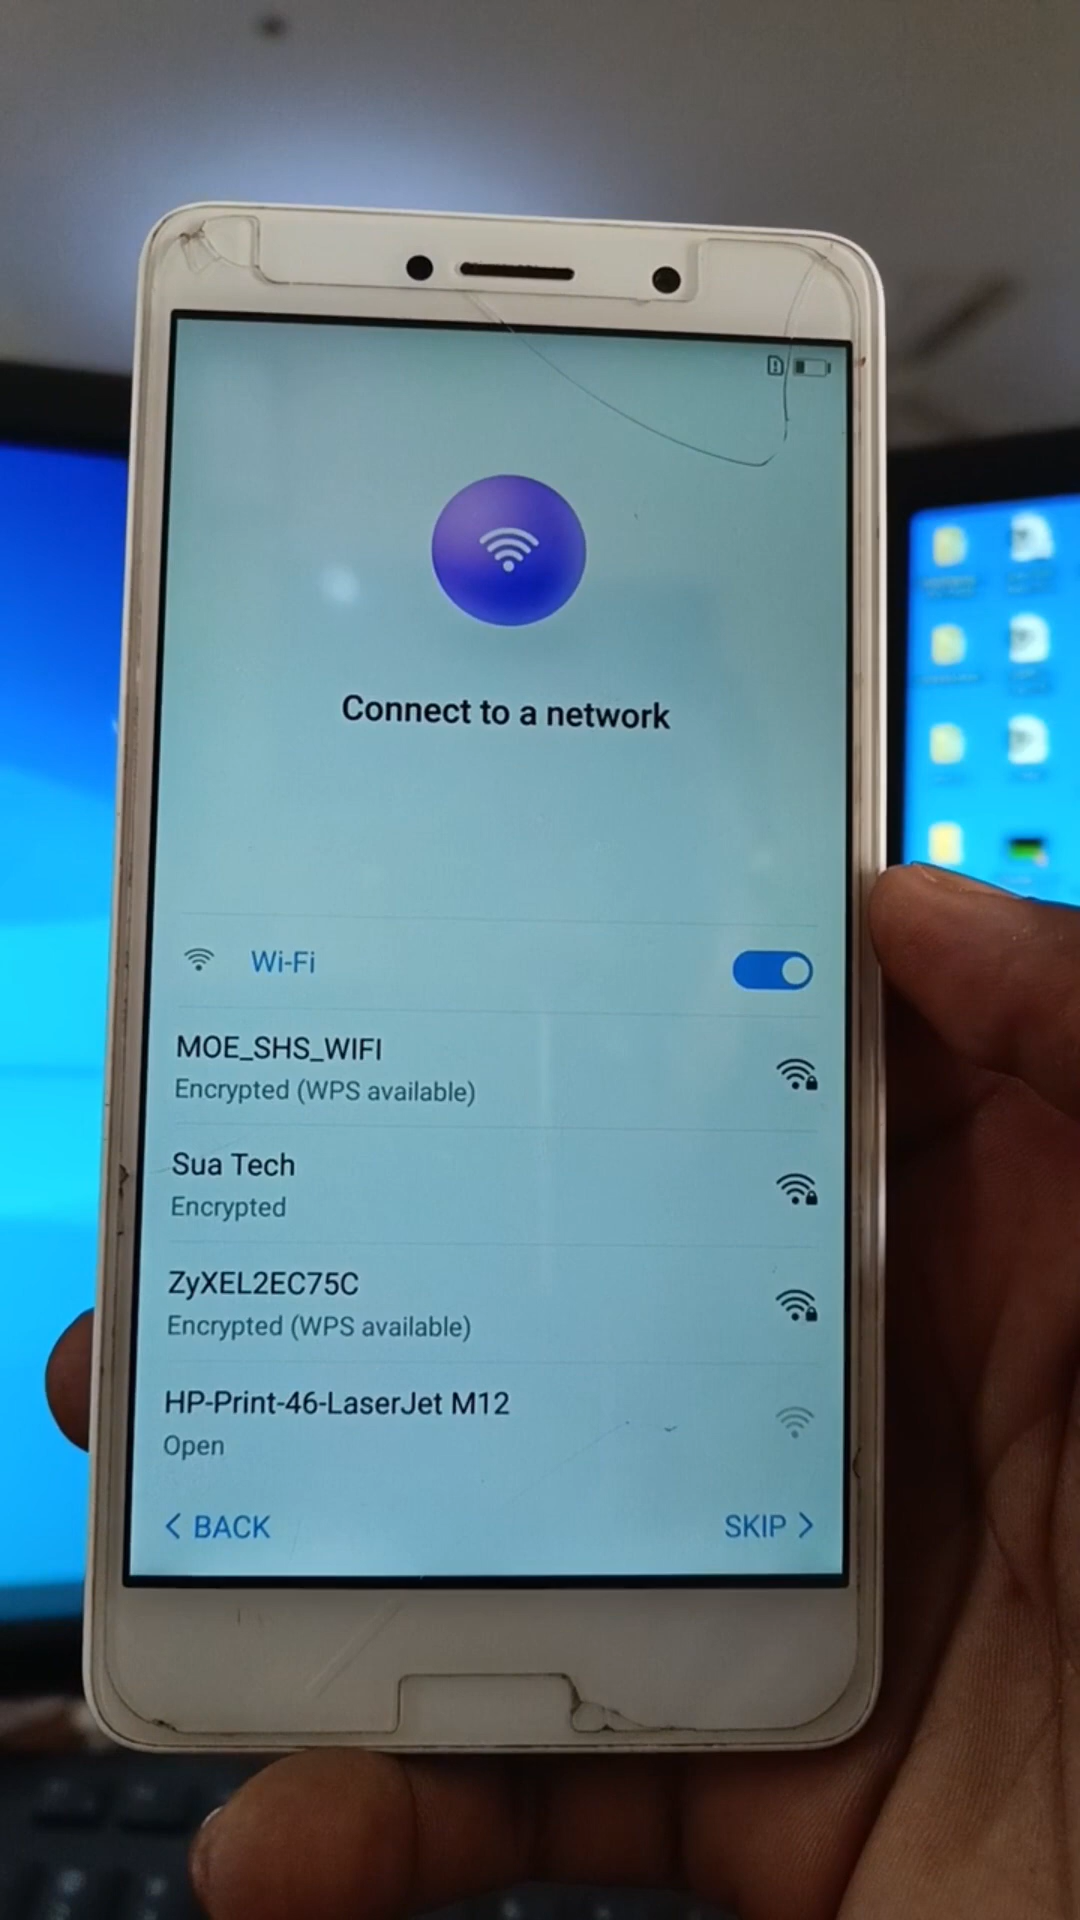 Connect to a network
Wi-Fi
MOE_SHS_WIFI
Encrypted (WPS available)
Sua Tech
Encrypted
ZyXEL2EC75C
Encrypted (WPS available)
HP-Print-46-LaserJet M12
Open
BACK
SKIP